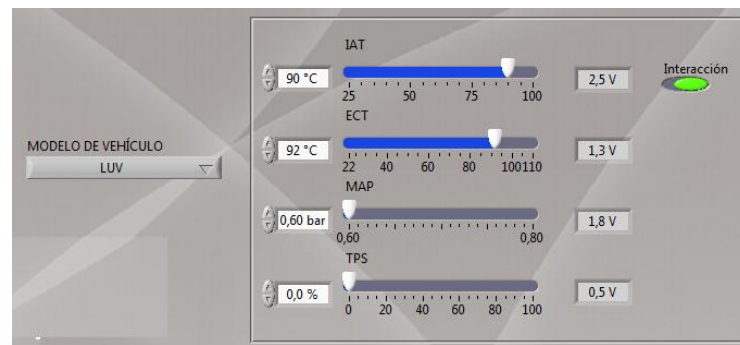 IAT
90 °C
25 50 75 100
2,5 V
Interacción
ECT
92 °C
22 40 60 80 100110
1,3 V
MODELO DE VEHÍCULO
LUV
MAP
0,60 bar
0,60 0,80
1,8 V
TPS
0,0 %
0 20 40 60 80 100
0,5 V